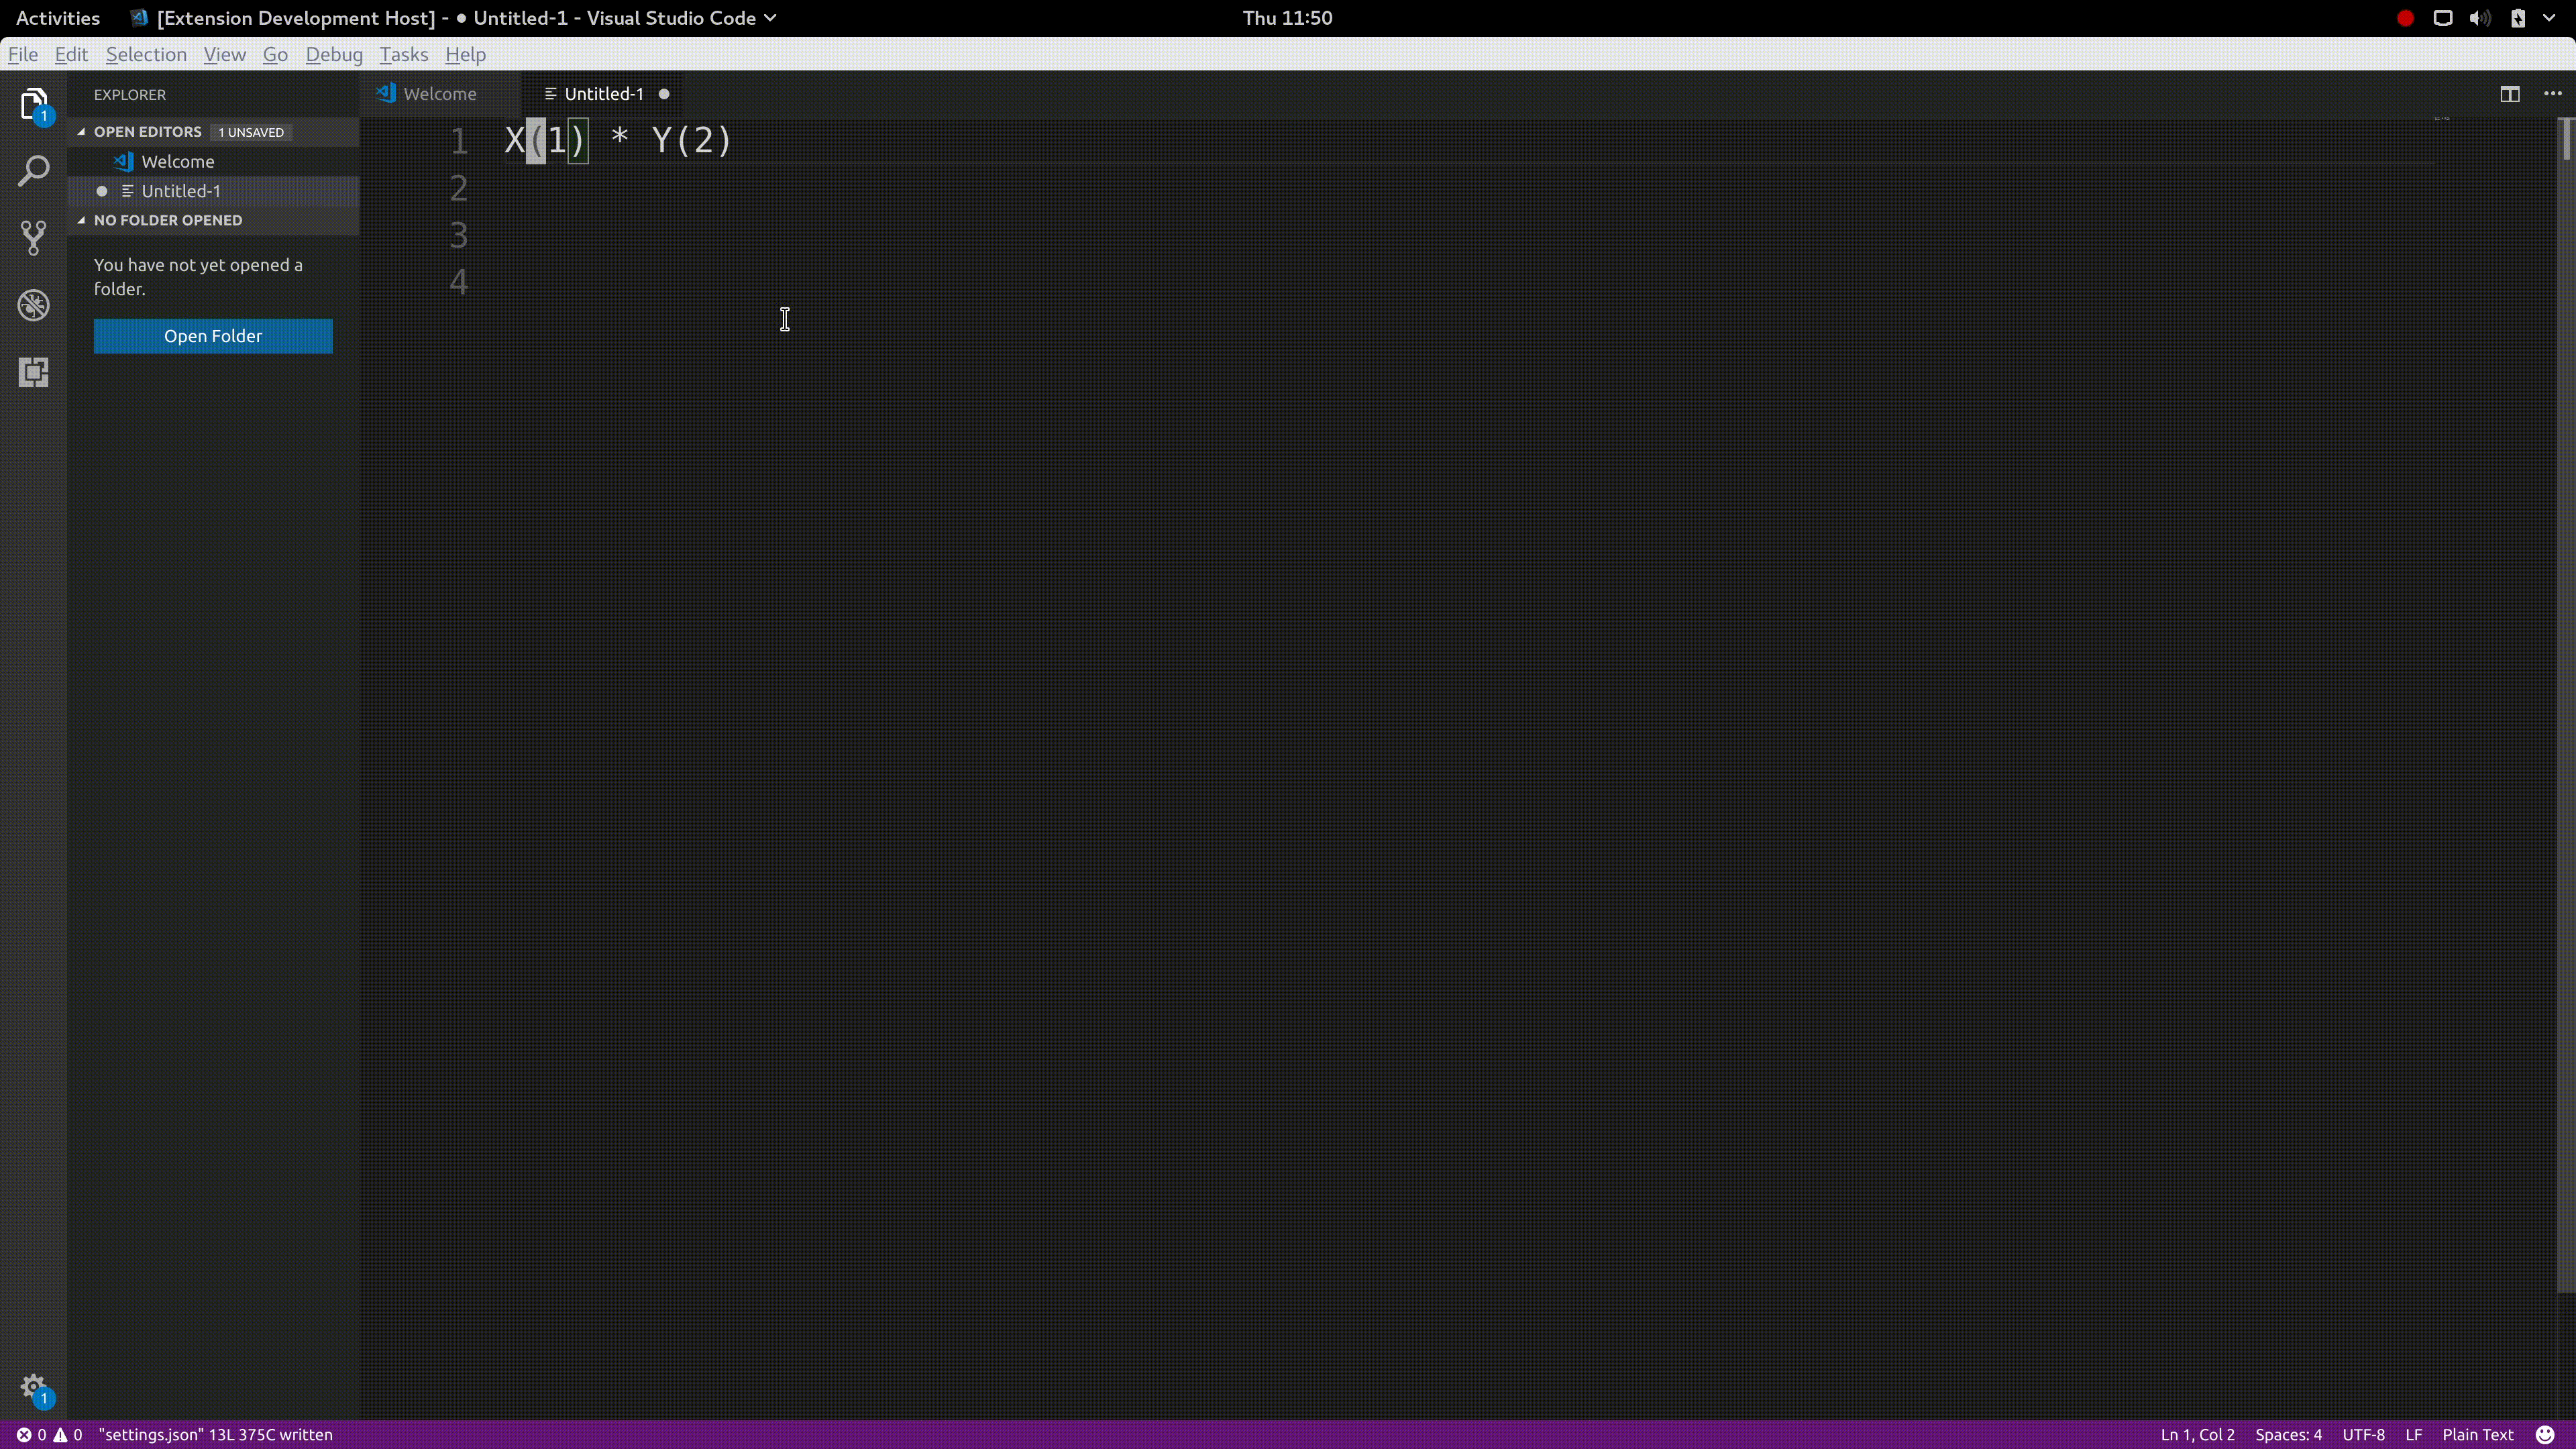 Activities [Extension Development Host] - ● Untitled-1 - Visual Studio Code Thu 11:50
File Edit Selection View Go Debug Tasks Help
EXPLORER
Welcome Untitled-1
OPEN EDITORS 1 UNSAVED
Welcome
Untitled-1
NO FOLDER OPENED
You have not yet opened a
folder.
Open Folder
1 X(1) * Y(2)
2
3
4
1
1
0 0 "settings.json" 13L 375C written Ln 1, Col 2 Spaces: 4 UTF-8 LF Plain Text